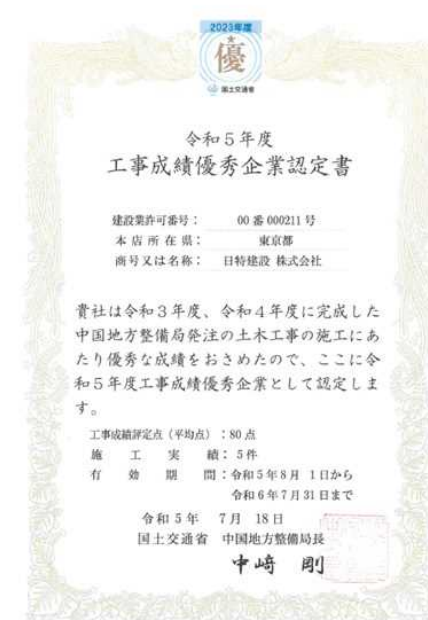 2023年度
優
国土交通省
令和5年度
工事成績優秀企業認定書
建設業許可番号： 00 番 000211 号
本店所在県： 東京都
商号又は名称： 日特建設 株式会社
貴社は令和3年度、令和4年度に完成した
中国地方整備局発注の土木工事の施工にあ
たり優秀な成績をおさめたので、ここに令
和5年度工事成績優秀企業として認定しま
す。
工事成績評定点（平均点）：80 点
施工実績：5件
有効期間：令和5年8月 1日から
令和6年7月31日まで
令和5年 7月 18日
国土交通省 中国地方整備局長
中﨑 剛